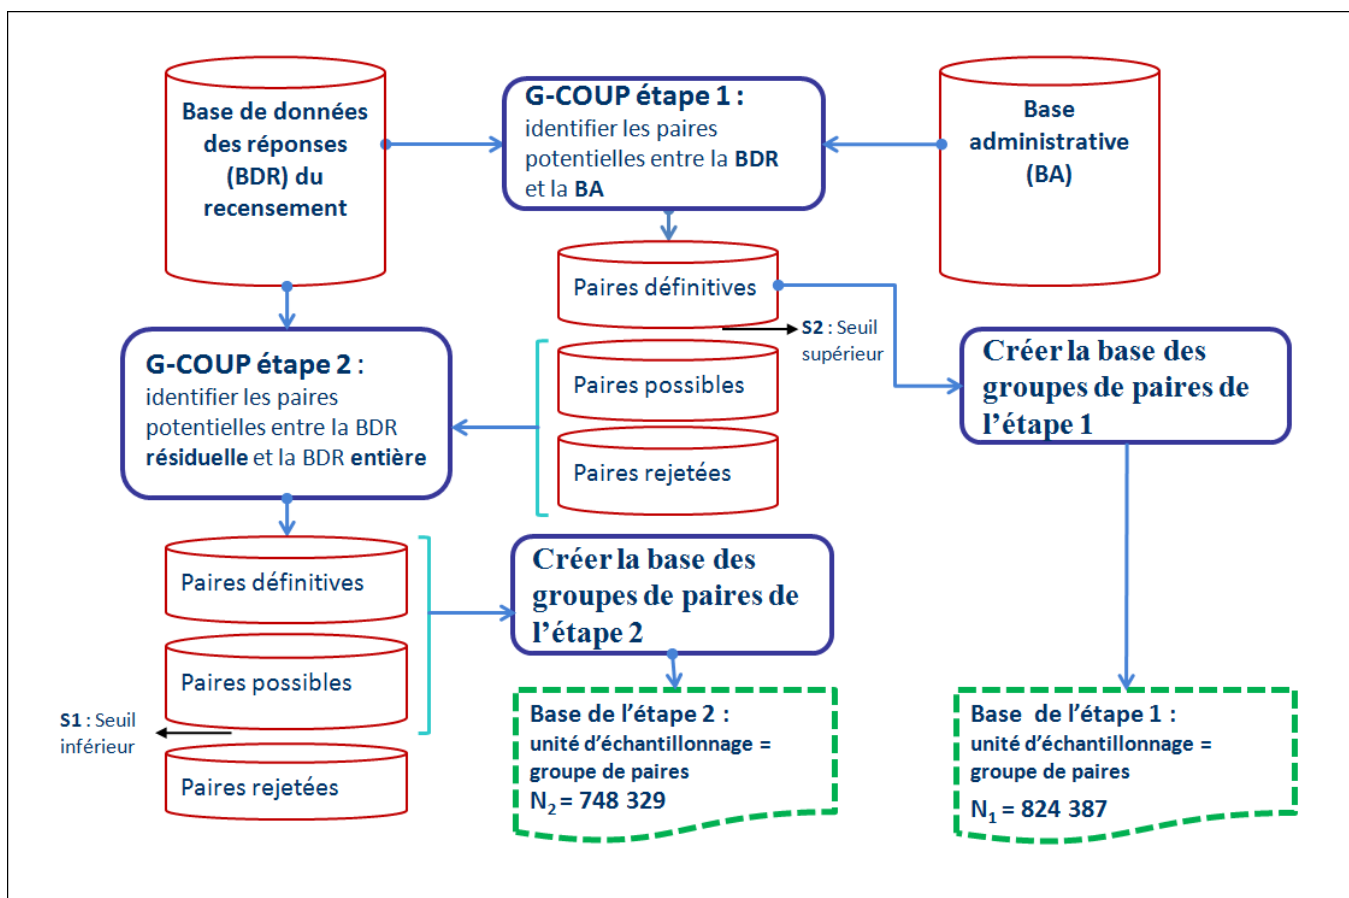 Base de données
des réponses
(BDR) du
recensement
G-COUP étape 1 :
identifier les paires
potentielles entre la BDR
et la BA
Base
administrative
(BA)
Paires définitives
S2 : Seuil
supérieur
Paires possibles
Paires rejetées
G-COUP étape 2 :
identifier les paires
potentielles entre la BDR
résiduelle et la BDR entière
Créer la base des
groupes de paires de
l’étape 1
Paires définitives
Paires possibles
S1 : Seuil
inférieur
Paires rejetées
Créer la base des
groupes de paires de
l’étape 2
Base de l’étape 2 :
unité d’échantillonnage =
groupe de paires
N2 = 748 329
Base de l’étape 1 :
unité d’échantillonnage =
groupe de paires
N1 = 824 387